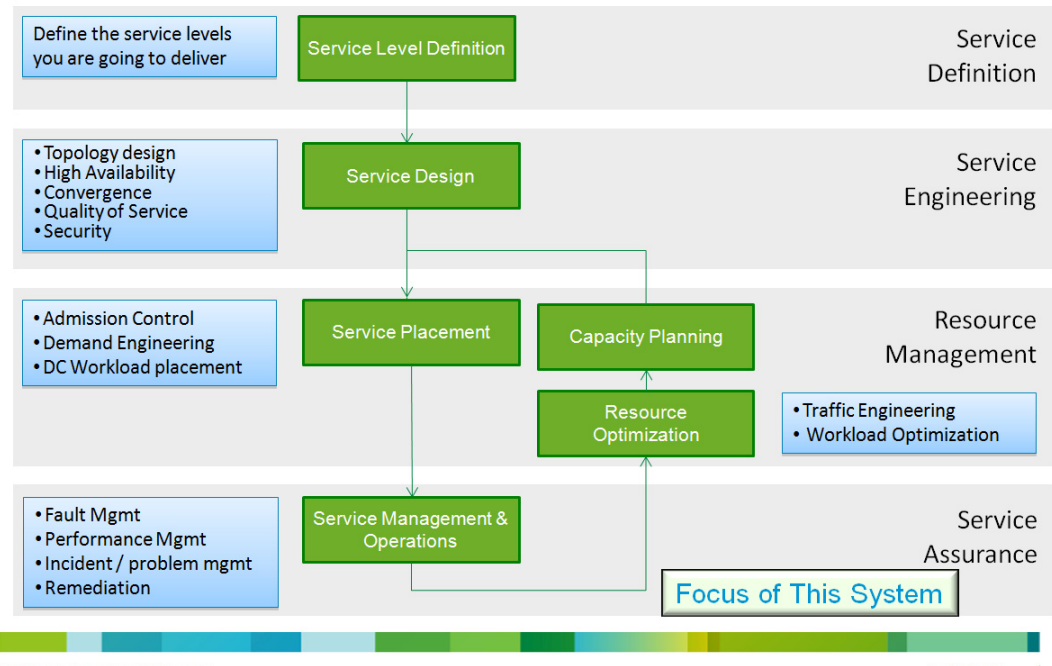 Define the service levels
you are going to deliver
Service Level Definition
Service
Definition
• Topology design
• High Availability
• Convergence
• Quality of Service
• Security
Service Design
Service
Engineering
• Admission Control
• Demand Engineering
• DC Workload placement
Service Placement
Capacity Planning
Resource
Management
Resource
Optimization
• Traffic Engineering
• Workload Optimization
• Fault Mgmt
• Performance Mgmt
• Incident / problem mgmt
• Remediation
Service Management &
Operations
Service
Assurance
Focus of This System